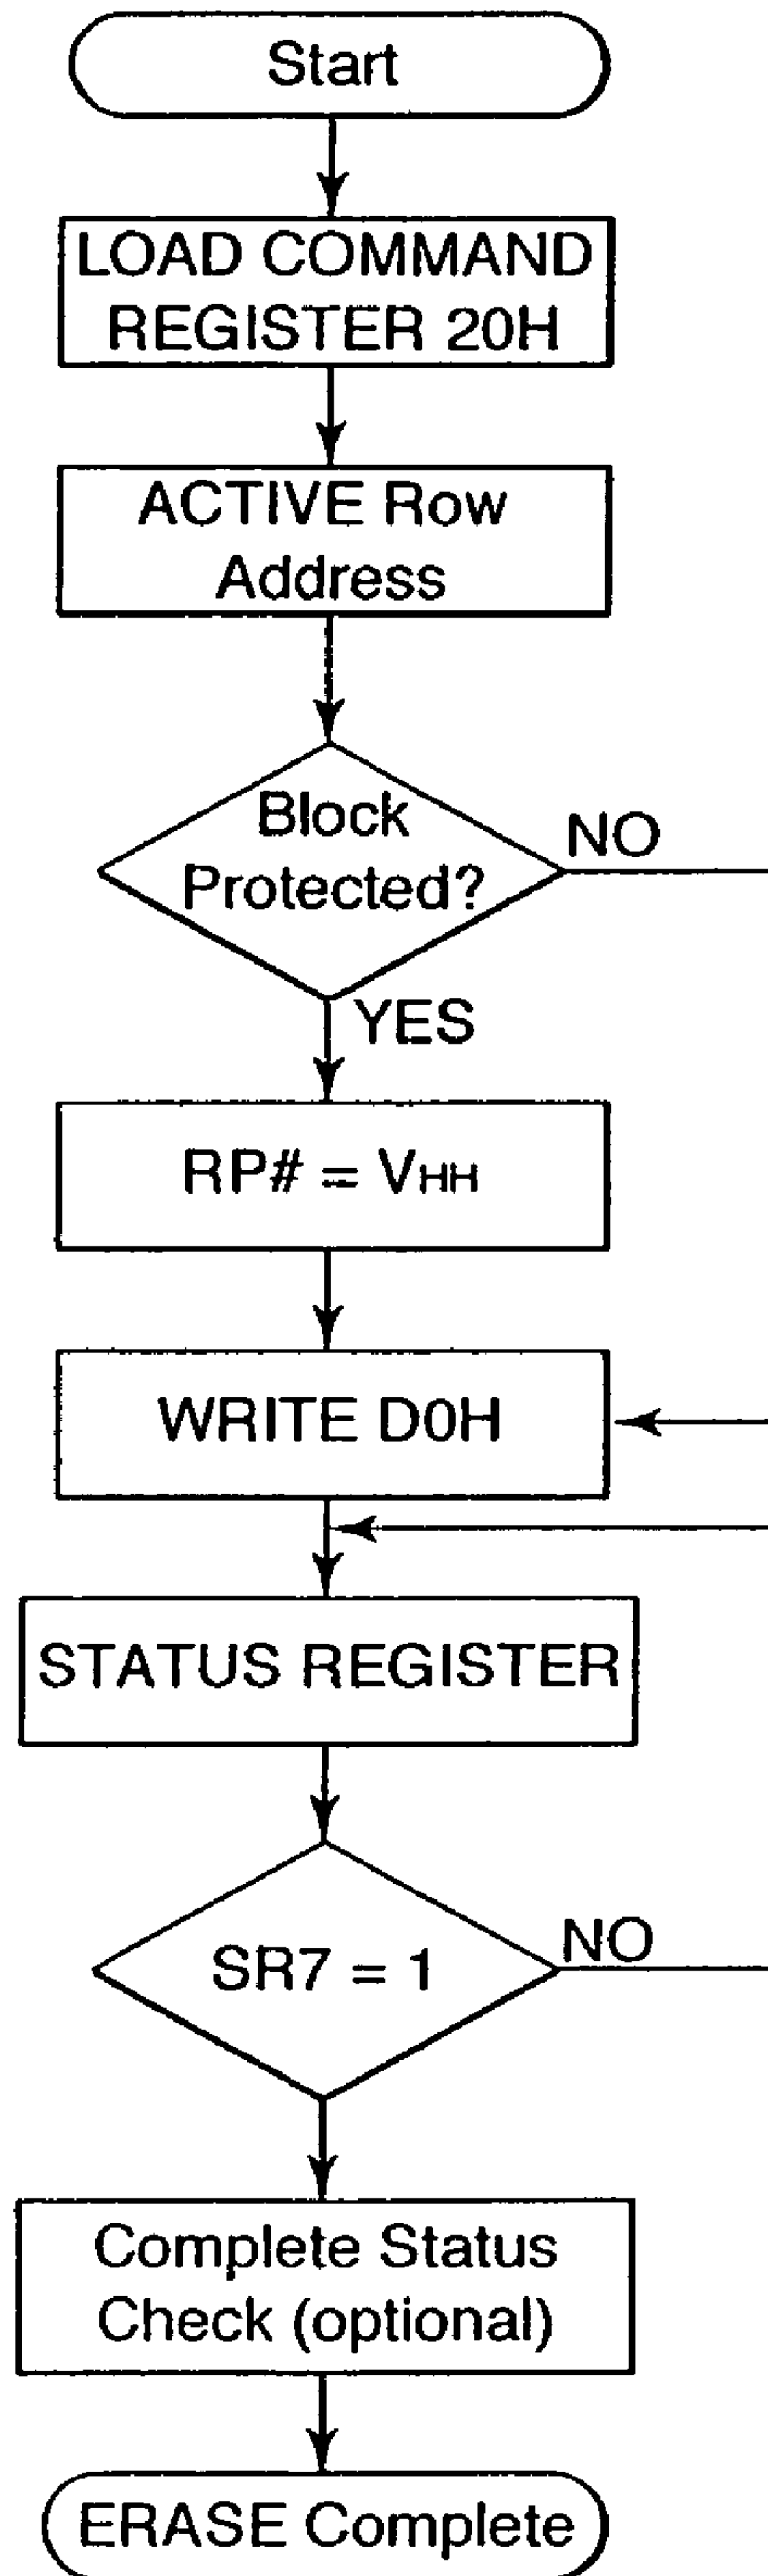 Start
LOAD COMMAND
REGISTER 20H
ACTIVE Row
Address
Block
Protected?
NO
YES
RP# = VHH
WRITE D0H
STATUS REGISTER
SR7 = 1
NO
Complete Status
Check (optional)
ERASE Complete